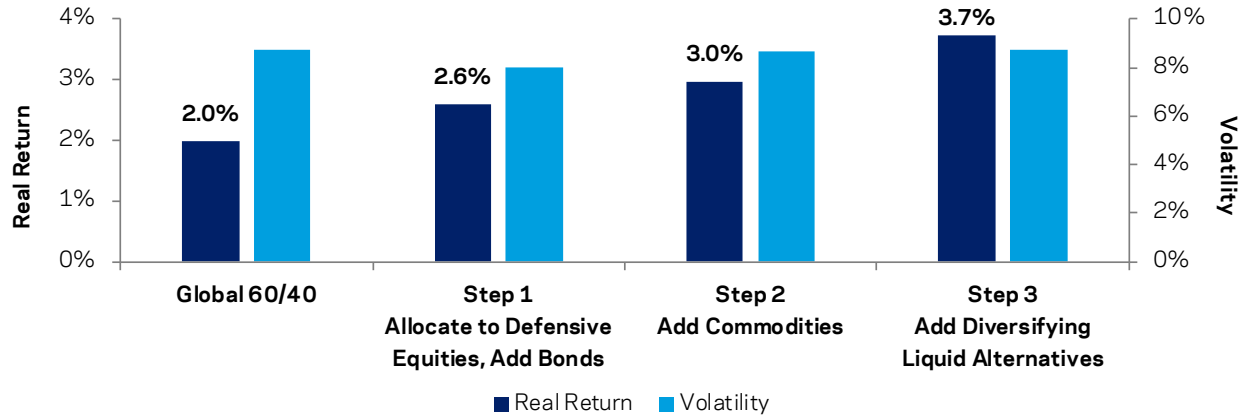 4%
3%
2%
1%
0%
Real Return
2.0%
2.6%
3.0%
3.7%
10%
8%
6%
4%
2%
0%
Volatility
Global 60/40
Step 1
Allocate to Defensive
Equities, Add Bonds
Step 2
Add Commodities
Step 3
Add Diversifying
Liquid Alternatives
Real Return
Volatility